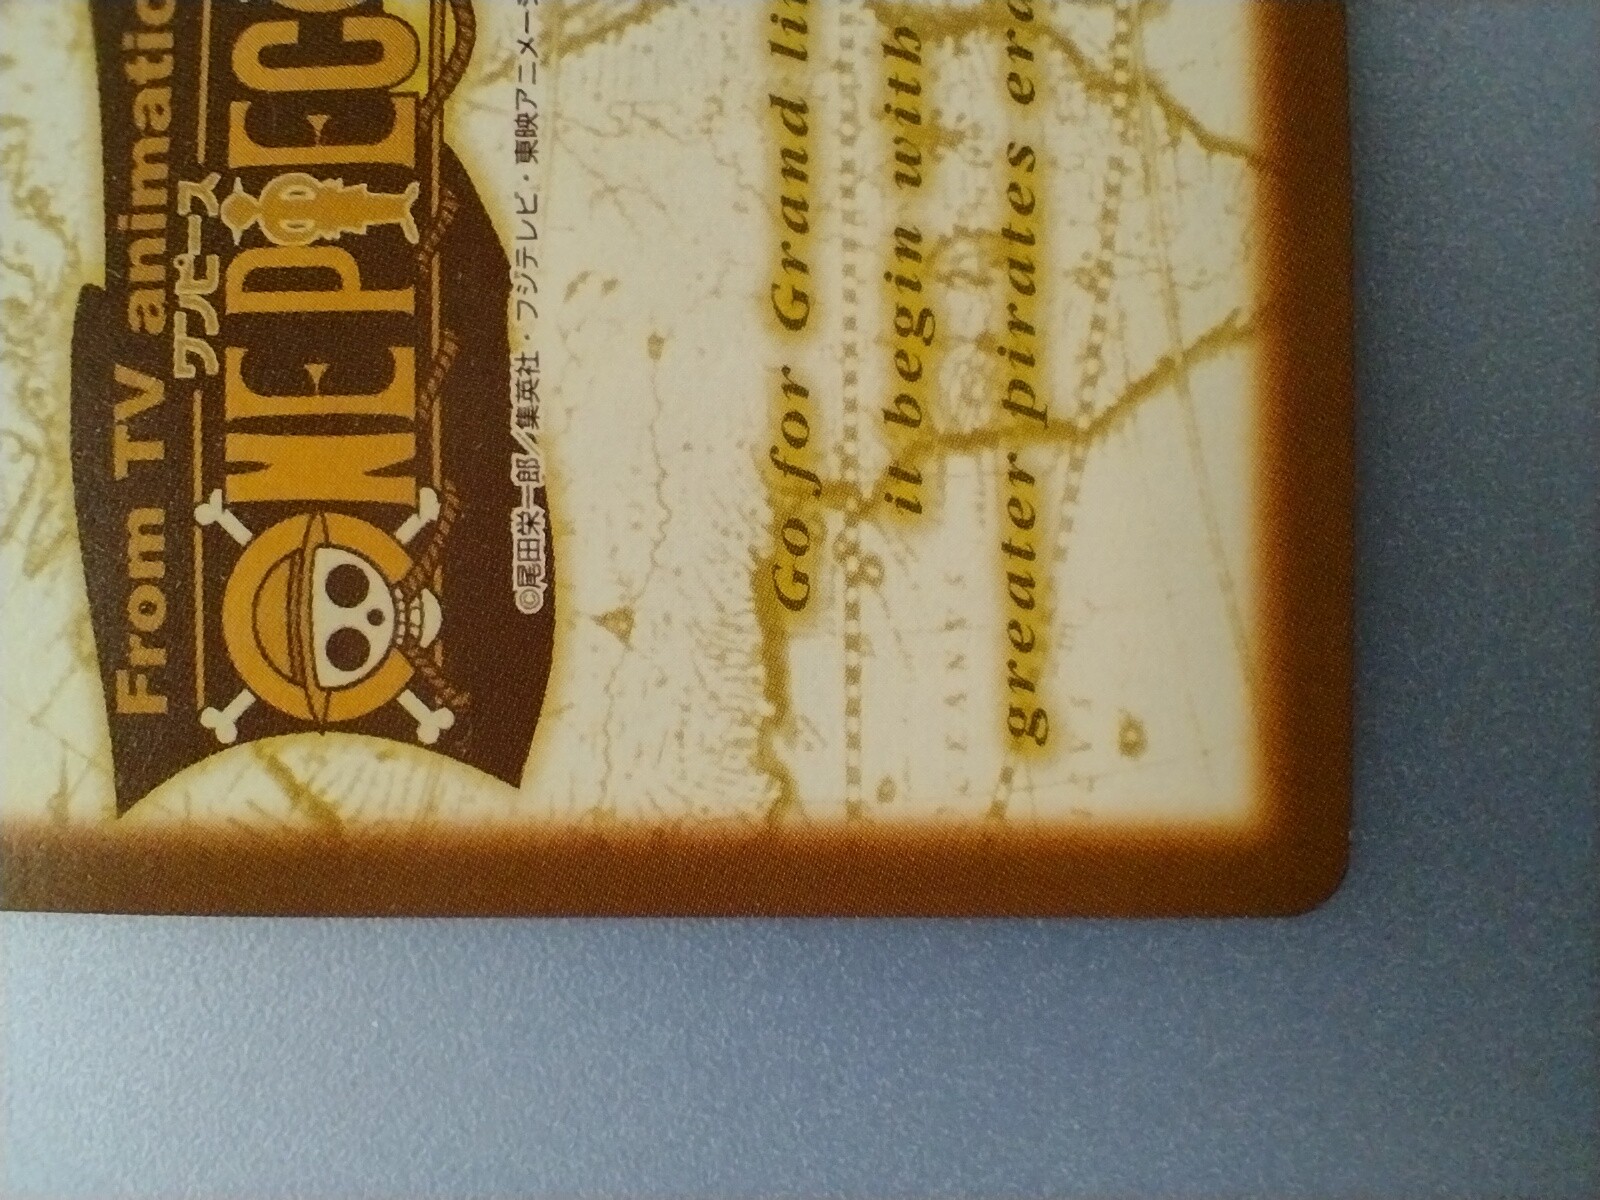 From TV animatio
ワンピース
ONE PIEC
©尾田栄一郎／集英社・フジテレビ・東映アニメーシ
Go for Grand li
it begin with
greater pirates era